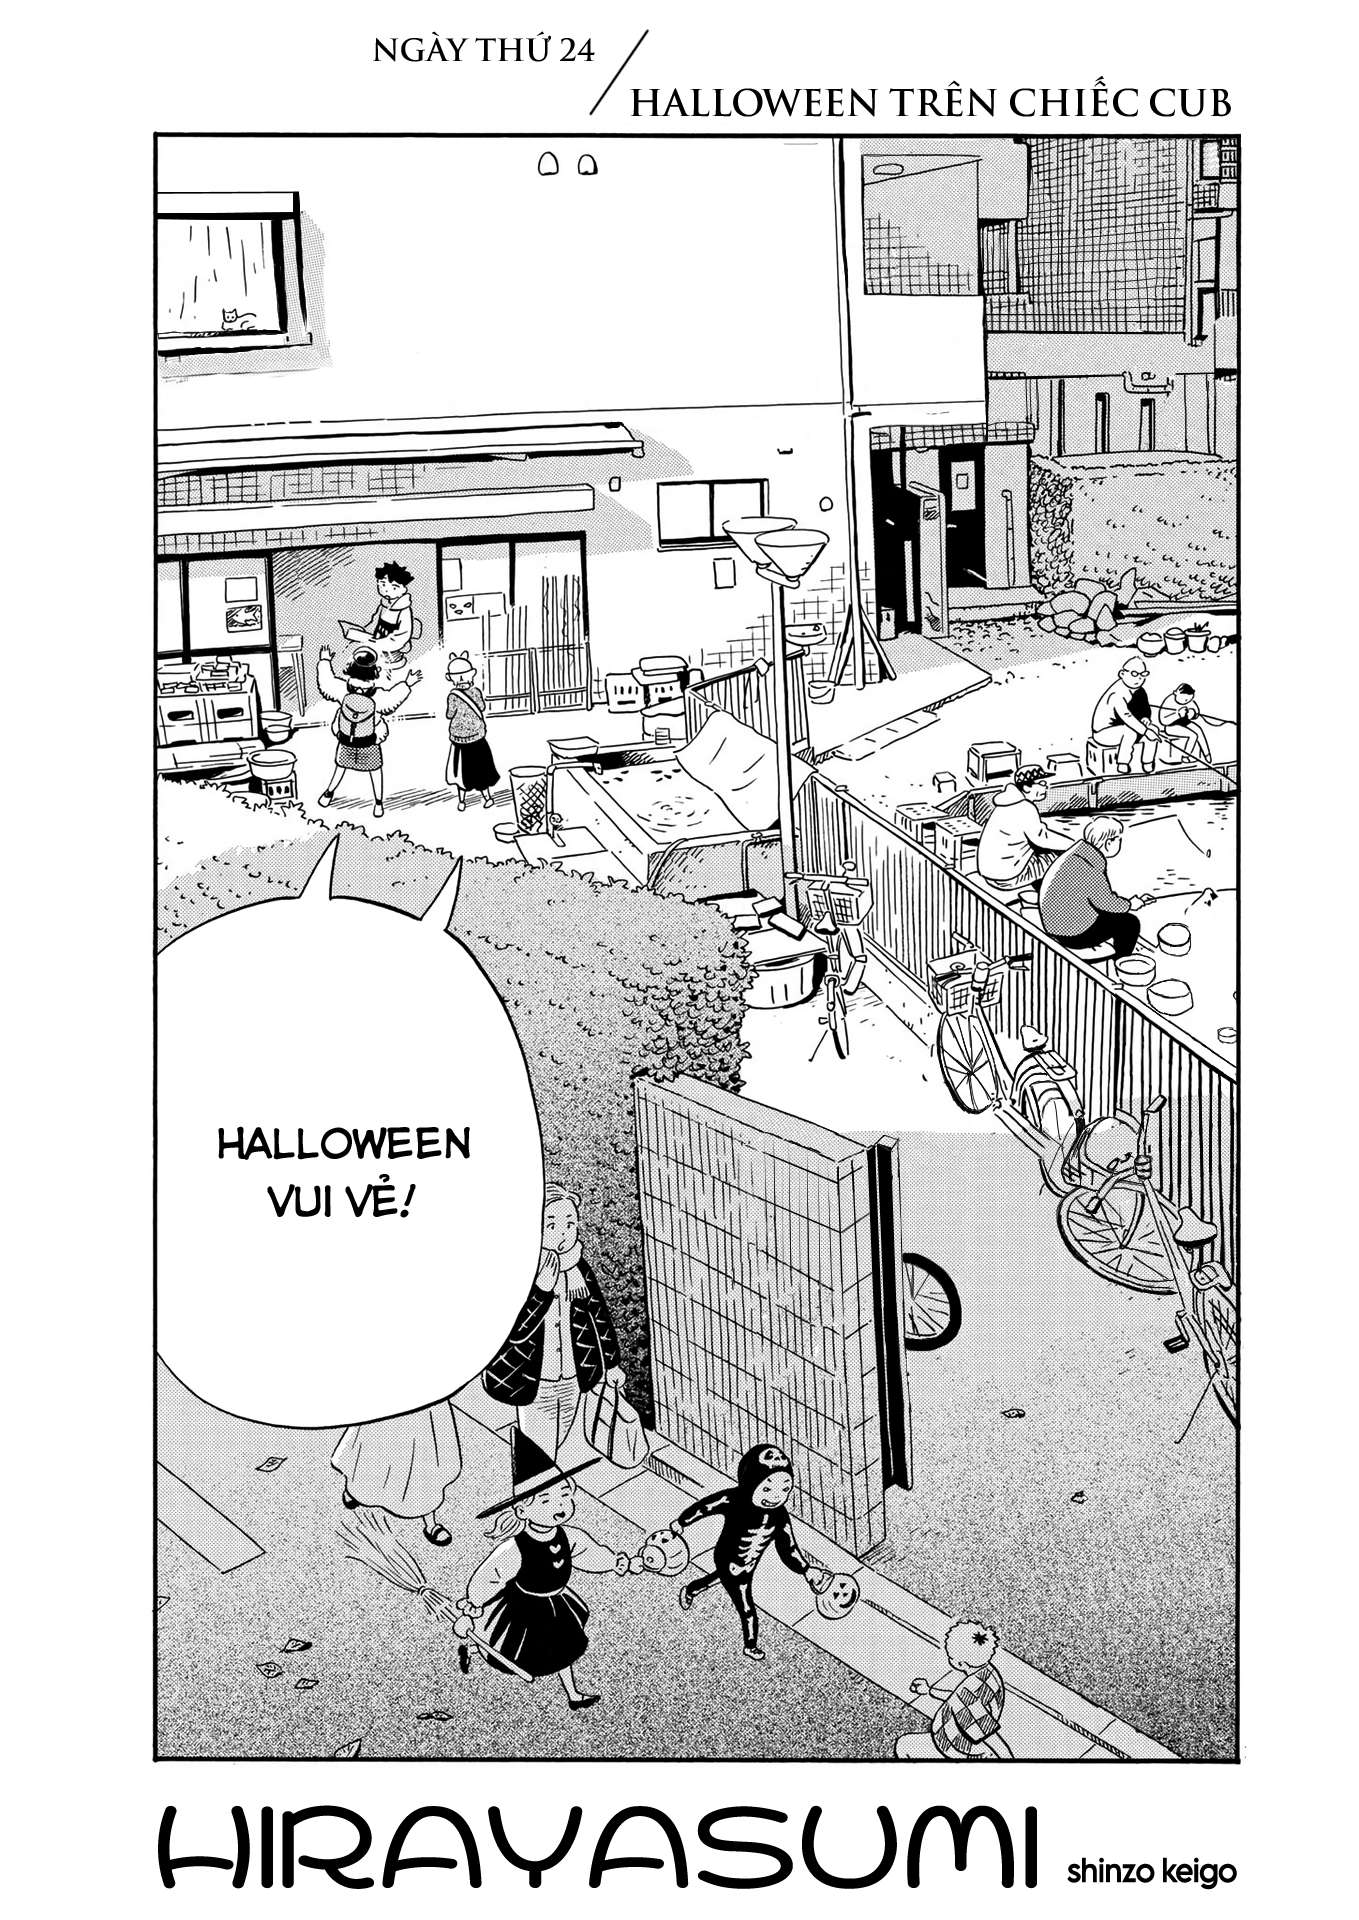 NGÀY THỨ 24
HALLOWEEN TRÊN CHIẾC CUB
HALLOWEEN
VUI VẺ!
HIRAYASUMI
shinzo keigo